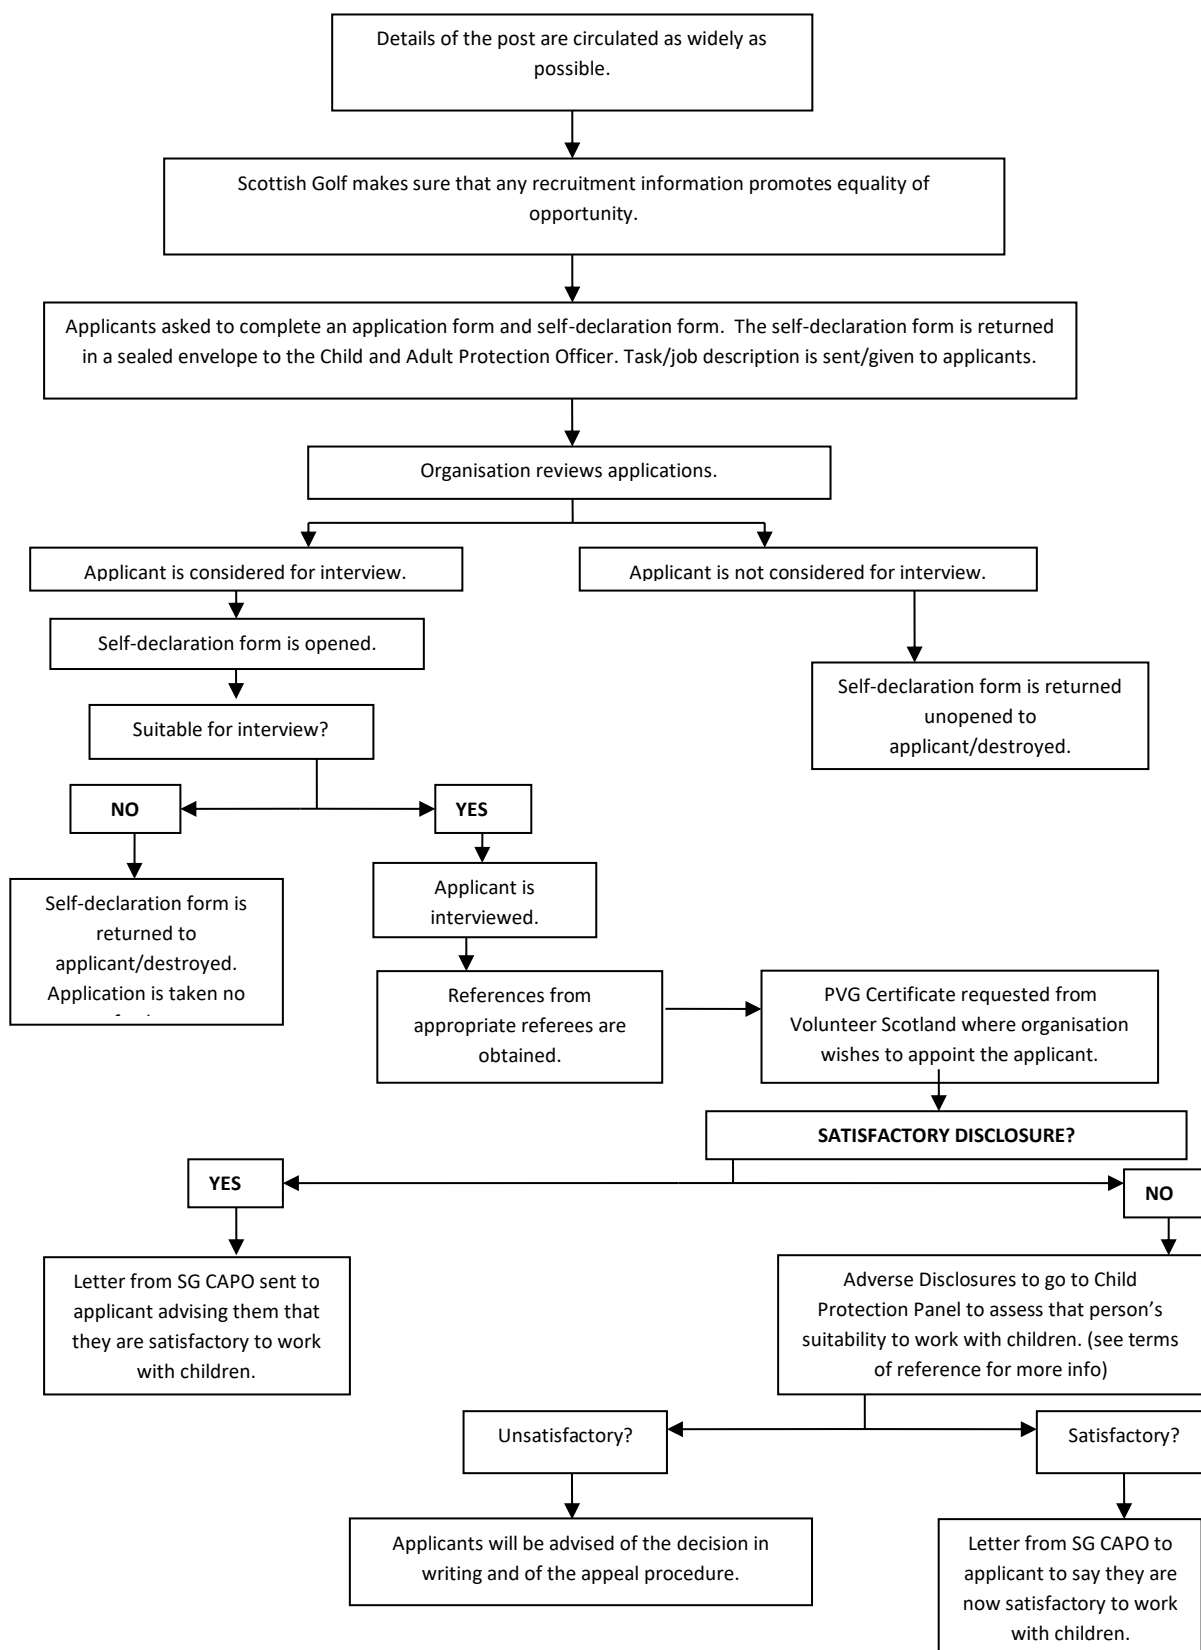 Details of the post are circulated as widely as
possible.
Scottish Golf makes sure that any recruitment information promotes equality of
opportunity.
Applicants asked to complete an application form and self-declaration form.  The self-declaration form is returned
in a sealed envelope to the Child and Adult Protection Officer. Task/job description is sent/given to applicants.
Organisation reviews applications.
Applicant is considered for interview.
Applicant is not considered for interview.
Self-declaration form is opened.
Self-declaration form is returned
unopened to
applicant/destroyed.
Suitable for interview?
NO
YES
Self-declaration form is
returned to
applicant/destroyed.
Application is taken no
Applicant is
interviewed.
References from
appropriate referees are
obtained.
PVG Certificate requested from
Volunteer Scotland where organisation
wishes to appoint the applicant.
SATISFACTORY DISCLOSURE?
YES
NO
Letter from SG CAPO sent to
applicant advising them that
they are satisfactory to work
with children.
Adverse Disclosures to go to Child
Protection Panel to assess that person’s
suitability to work with children. (see terms
of reference for more info)
Unsatisfactory?
Satisfactory?
Applicants will be advised of the decision in
writing and of the appeal procedure.
Letter from SG CAPO to
applicant to say they are
now satisfactory to work
with children.